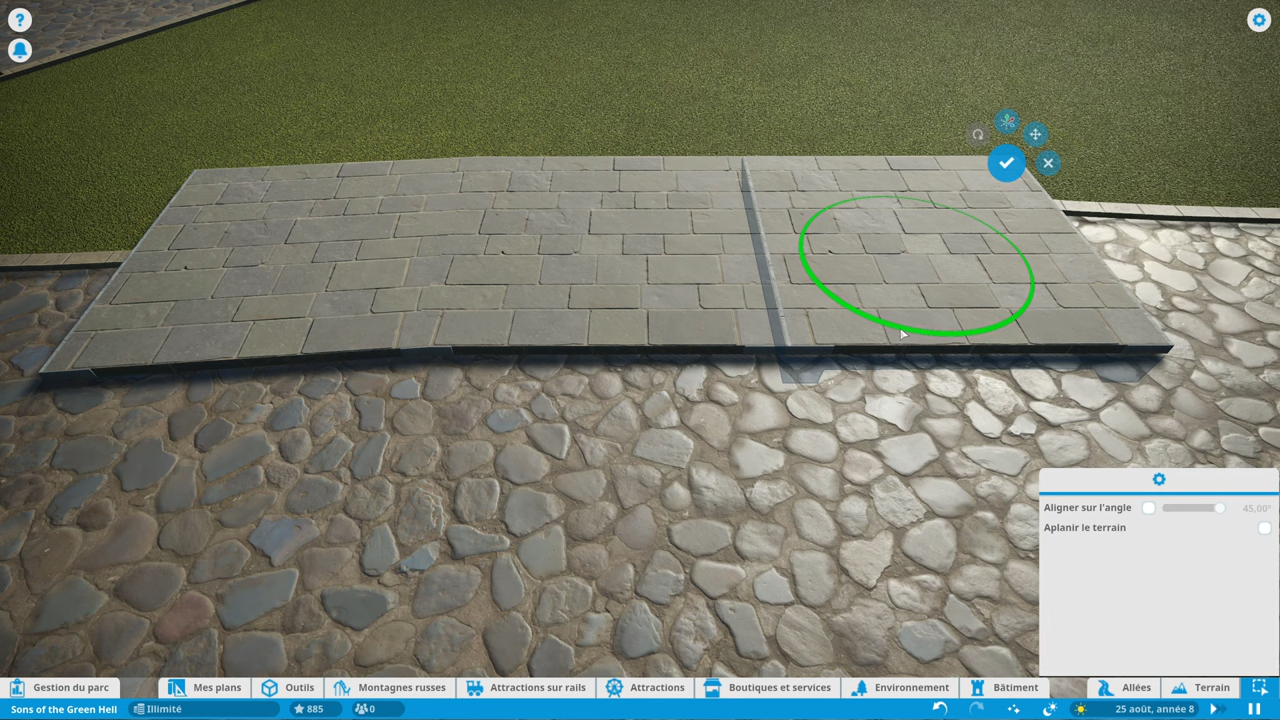 ?
Aligner sur l'angle 45,00°
Aplanir le terrain
Gestion du parc Mes plans Outils Montagnes russes Attractions sur rails Attractions Boutiques et services Environnement Bâtiment Allées Terrain
Sons of the Green Hell Illimité 885 0 25 août, année 8